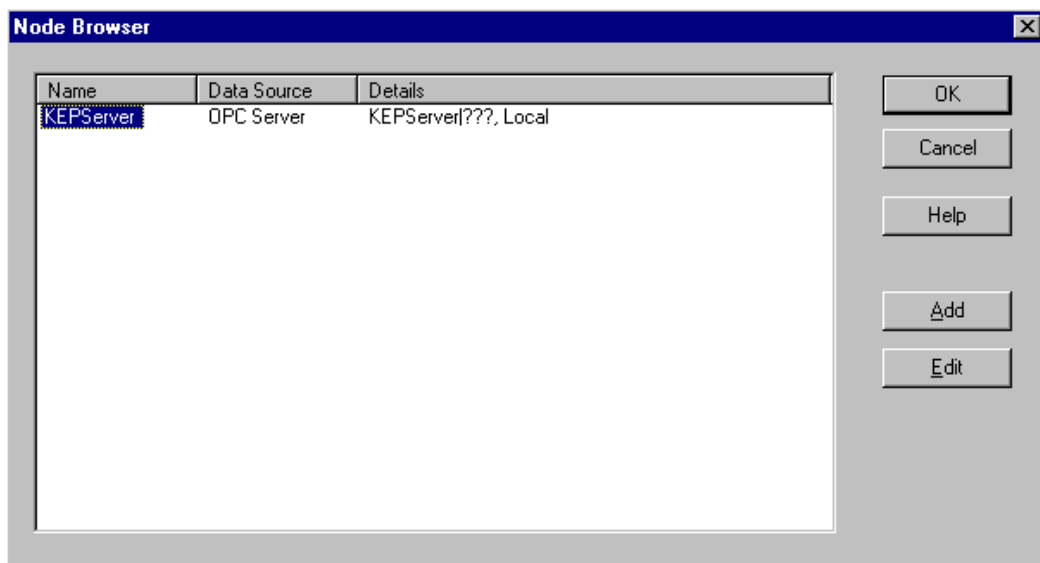 Node Browser
Name Data Source Details
KEPServer OPC Server KEPServer|???, Local
OK
Cancel
Help
Add
Edit